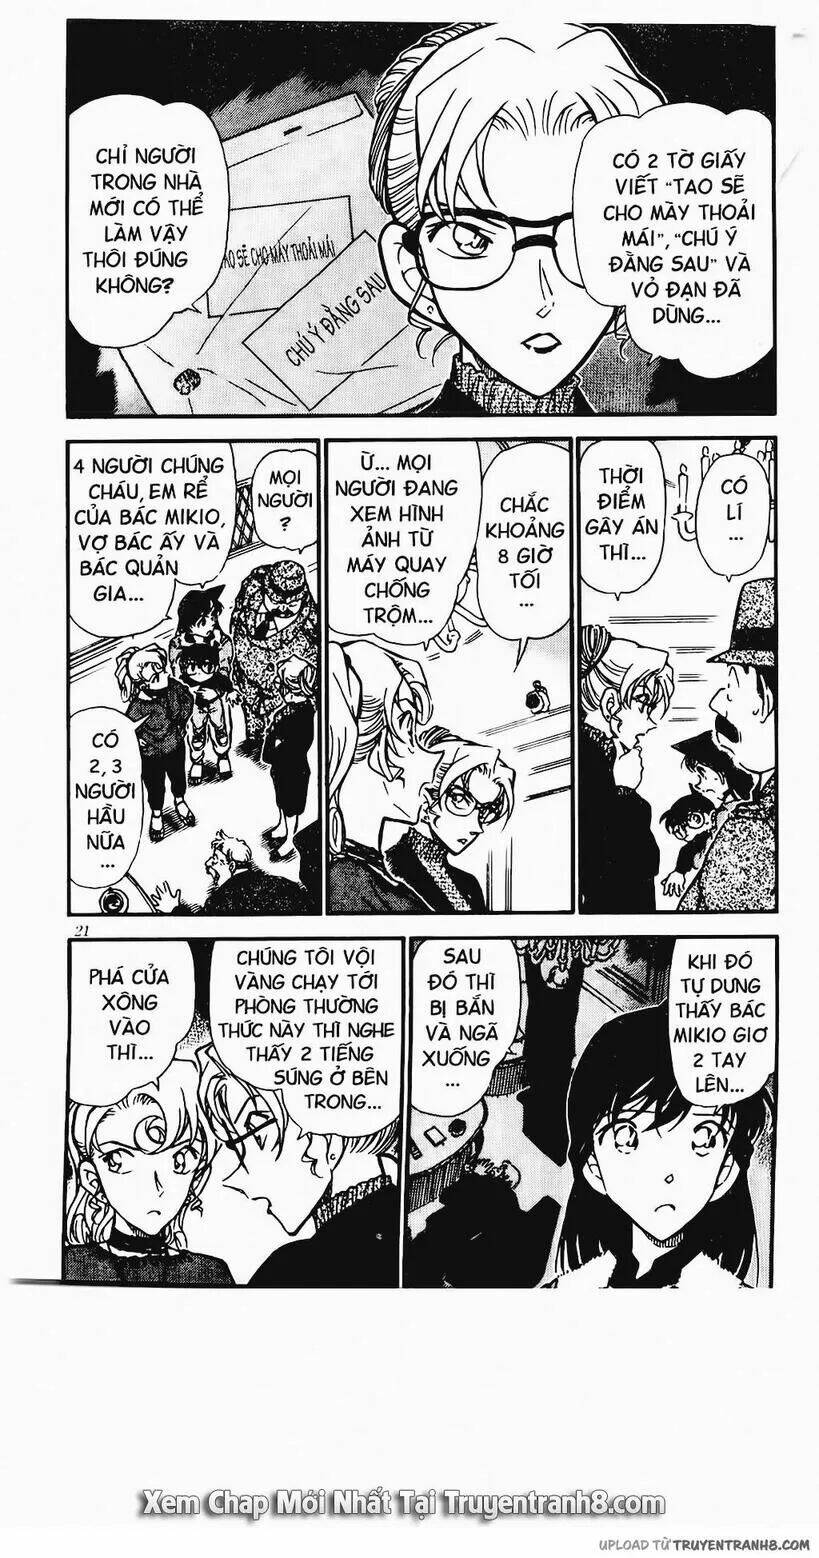 CÓ 2 TỜ GIẤY
VIẾT "TAO SẼ
CHO MÀY THOẢI
MÁI", "CHÚ Ý
ĐẰNG SAU" VÀ
VỎ ĐẠN ĐÃ
DÙNG...
CHỈ NGƯỜI
TRONG NHÀ
MỚI CÓ THỂ
LÀM VẬY
THÔI ĐÚNG
KHÔNG?
AO SẼ CHO MÀY THOẢI MÁI
CHÚ Ý ĐẰNG SAU
CÓ
LÍ
...
THỜI
ĐIỂM
GÂY ÁN
THÌ...
CHẮC
KHOẢNG
8 GIỜ
TỐI
...
Ừ... MỌI
NGƯỜI ĐANG
XEM HÌNH
ẢNH TỪ
MÁY QUAY
CHỐNG
TRỘM...
MỌI
NGƯỜI
?
4 NGƯỜI CHÚNG
CHÁU, EM RỂ
CỦA BÁC MIKIO,
VỢ BÁC ẤY VÀ
BÁC QUẢN
GIA...
CÓ
2, 3
NGƯỜI
HẦU
NỮA
...
21
KHI ĐÓ
TỰ DƯNG
THẤY BÁC
MIKIO GIƠ
2 TAY
LÊN...
SAU
ĐÓ THÌ
BỊ BẮN
VÀ NGÃ
XUỐNG
...
CHÚNG TÔI VỘI
VÀNG CHẠY TỚI
PHÒNG THƯỜNG
THỨC NÀY THÌ NGHE
THẤY 2 TIẾNG
SÚNG Ở BÊN
TRONG...
PHÁ CỬA
XÔNG
VÀO
THÌ...
Xem Chap Mới Nhất Tại Truyentranh8.com
UPLOAD TỪ TRUYENTRANH8.COM